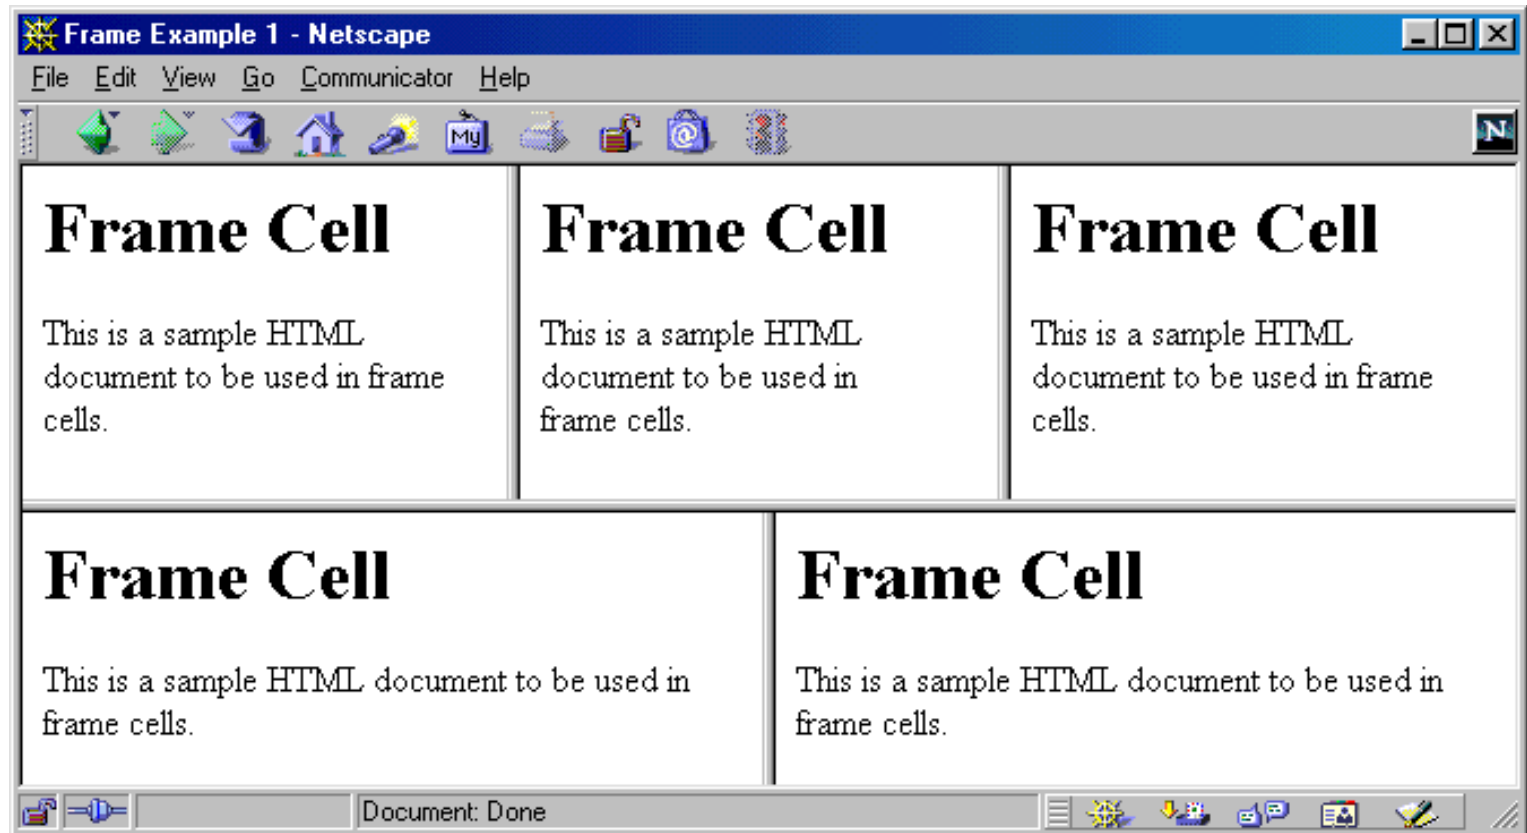 Frame Example 1 - Netscape
File Edit View Go Communicator Help
My
N
Frame Cell
This is a sample HTML
document to be used in frame
cells.
Frame Cell
This is a sample HTML
document to be used in
frame cells.
Frame Cell
This is a sample HTML
document to be used in frame
cells.
Frame Cell
This is a sample HTML document to be used in
frame cells.
Frame Cell
This is a sample HTML document to be used in
frame cells.
Document: Done